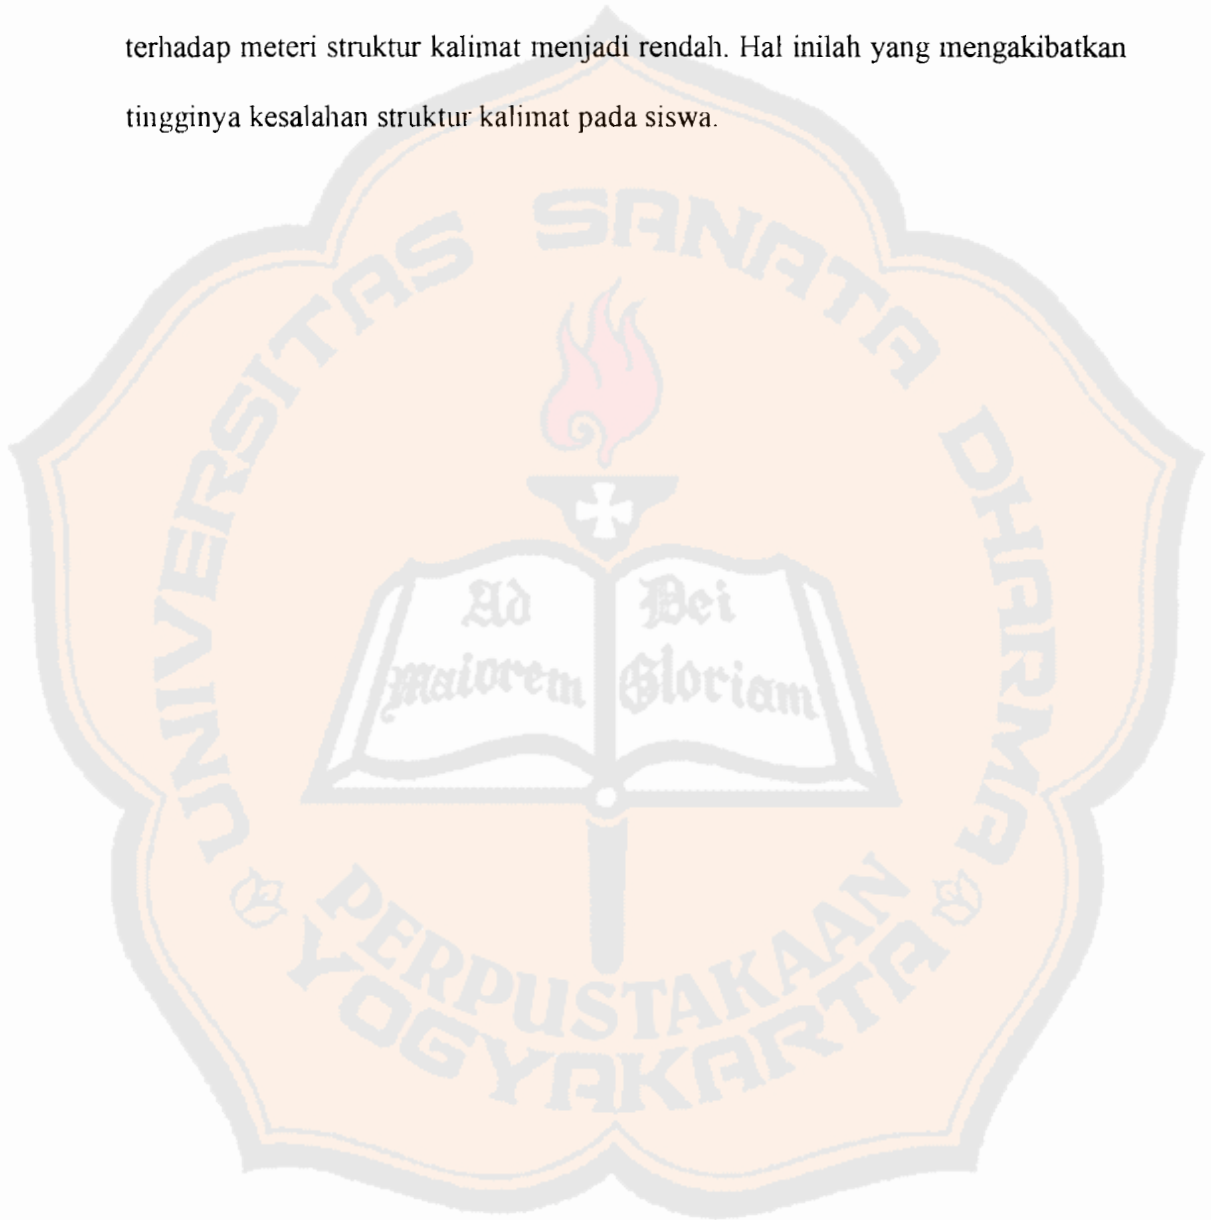 terhadap meteri struktur kalimat menjadi rendah. Hal inilah yang mengakibatkan
tingginya kesalahan struktur kalimat pada siswa.
UNIVERSITAS SANATA DHARMA
Ad Dei
Maiorem Gloriam
PERPUSTAKAAN
YOGYAKARTA